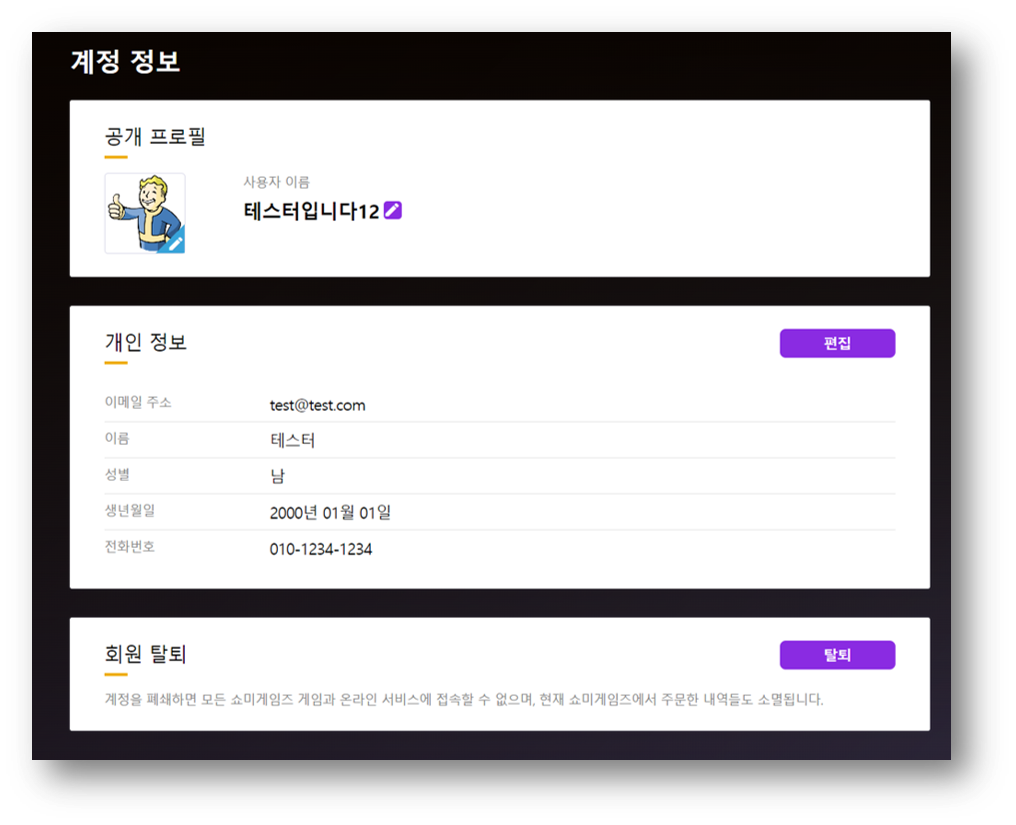 계정 정보
공개 프로필
사용자 이름
테스터입니다12
개인 정보
편집
이메일 주소 test@test.com
이름 테스터
성별 남
생년월일 2000년 01월 01일
전화번호 010-1234-1234
회원 탈퇴
탈퇴
계정을 폐쇄하면 모든 쇼미게임즈 게임과 온라인 서비스에 접속할 수 없으며, 현재 쇼미게임즈에서 주문한 내역들도 소멸됩니다.